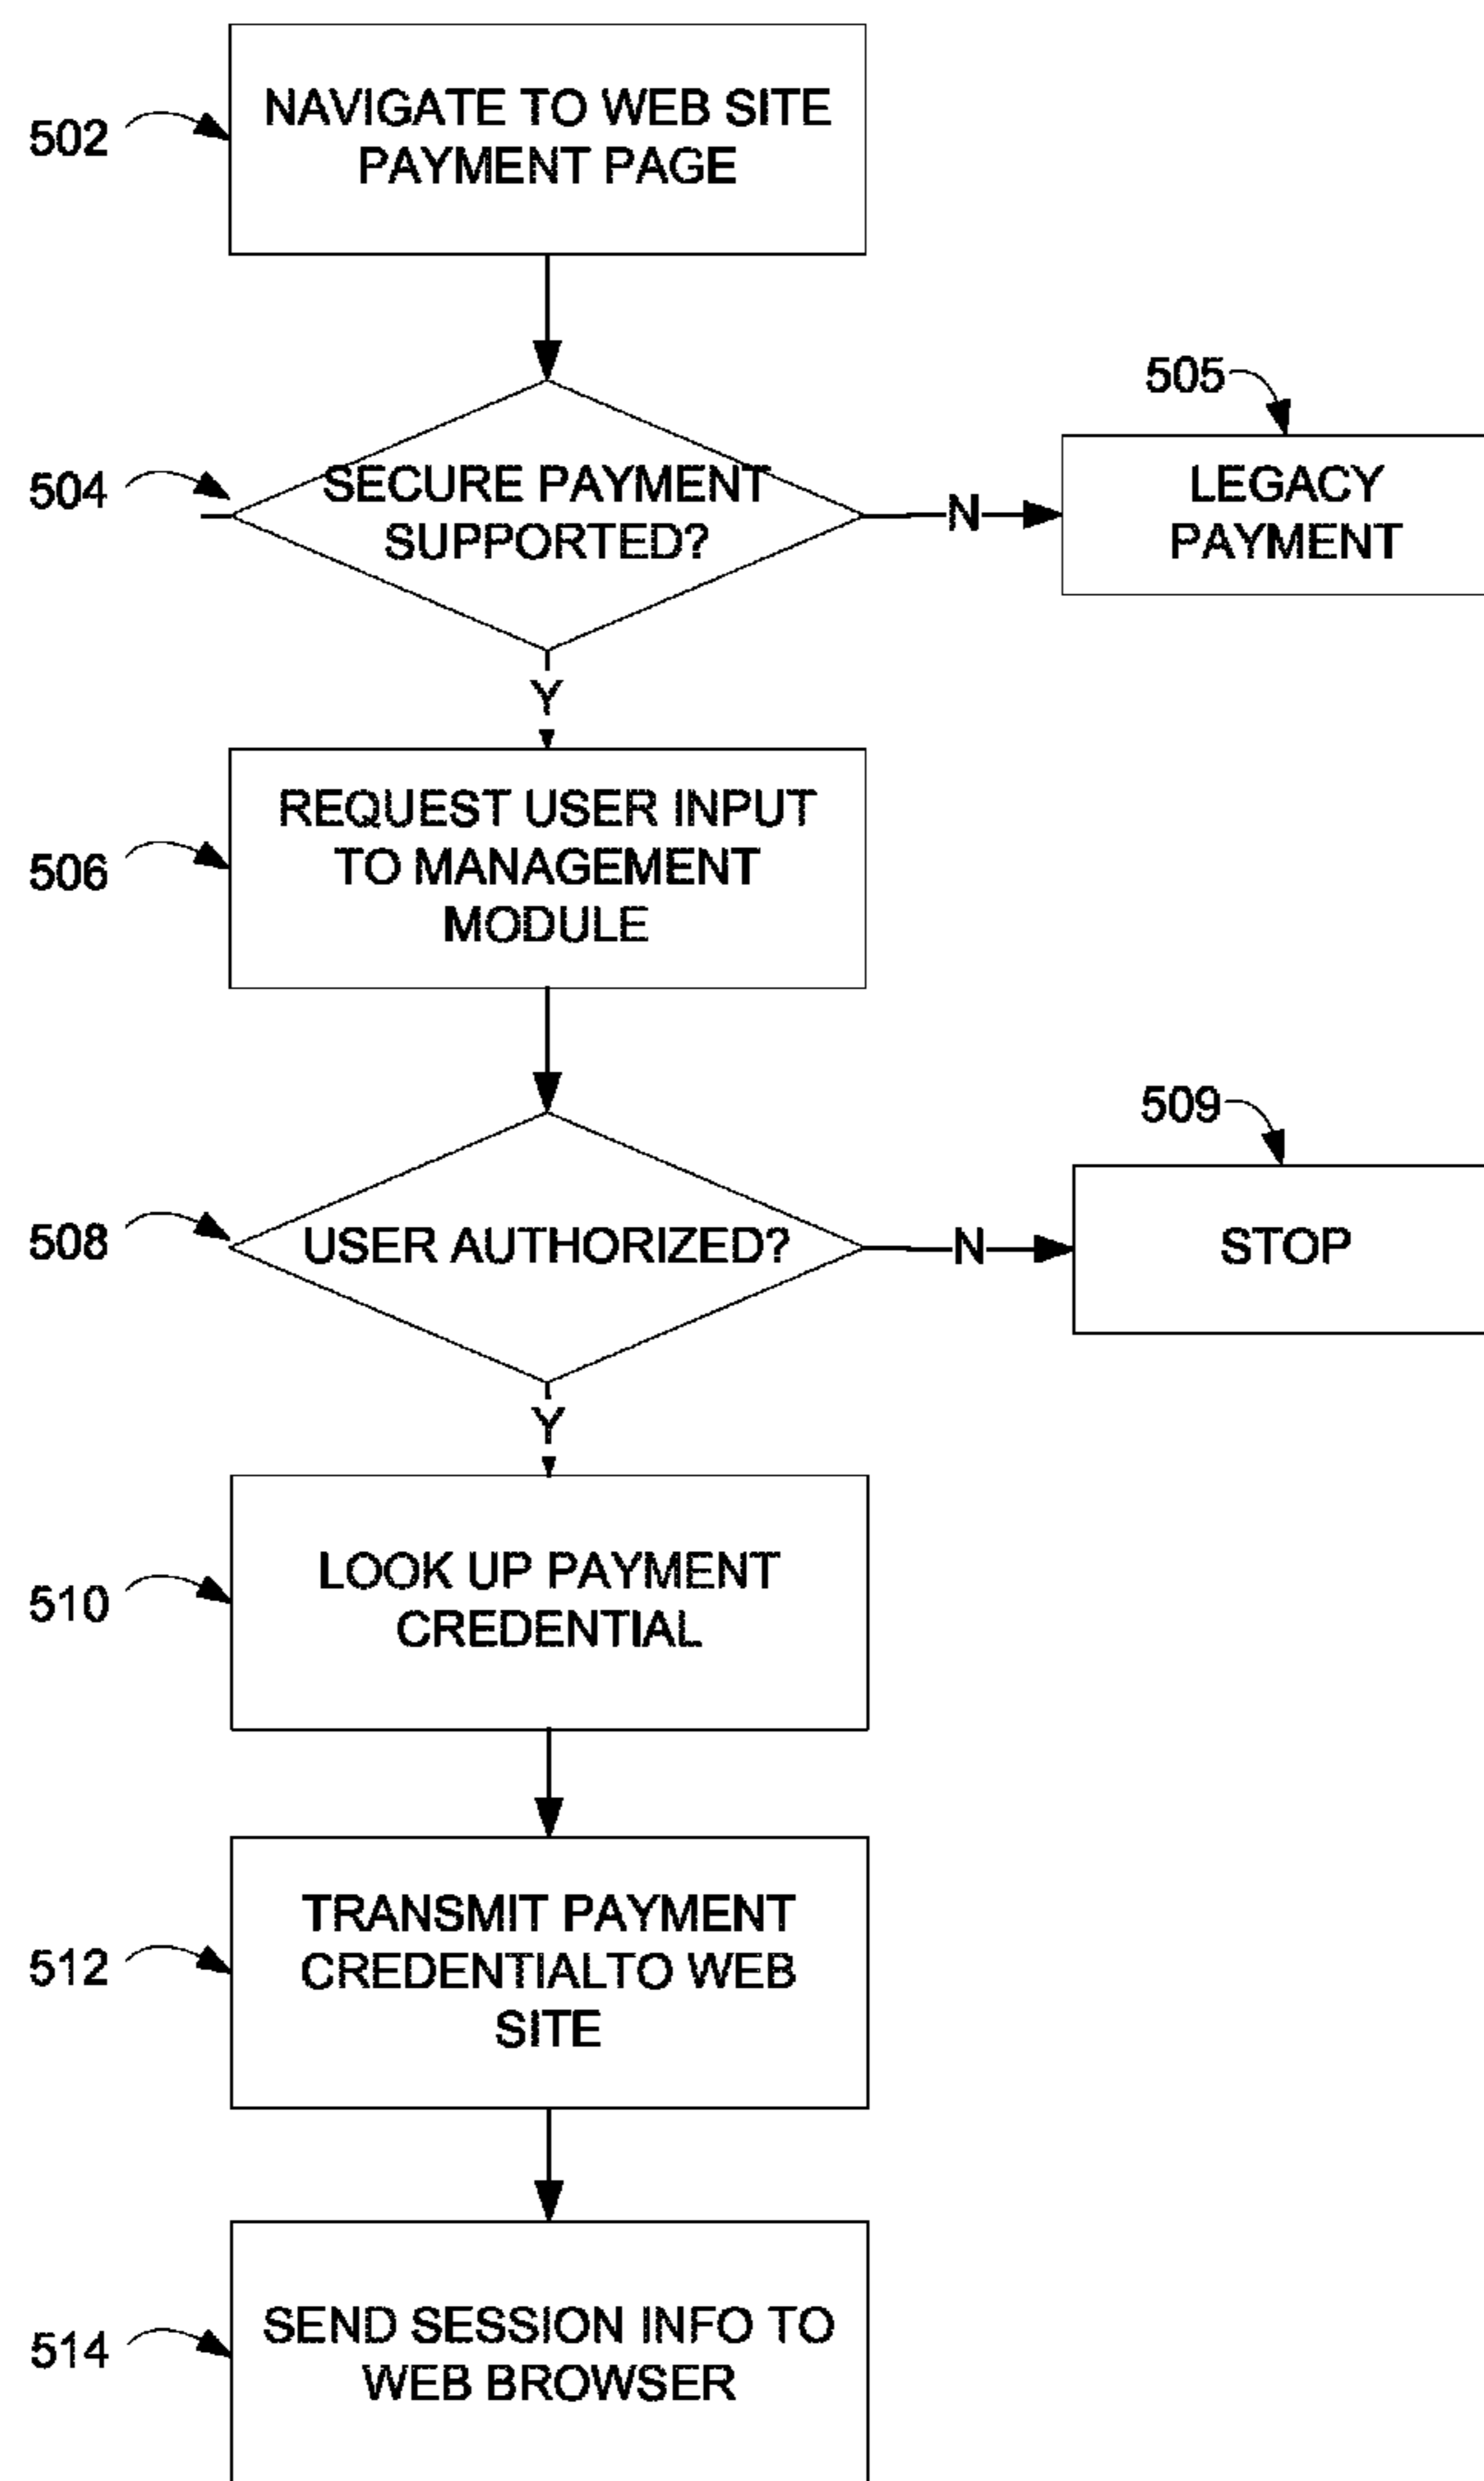 502
NAVIGATE TO WEB SITE
PAYMENT PAGE
504
SECURE PAYMENT
SUPPORTED?
N
505
LEGACY
PAYMENT
Y
506
REQUEST USER INPUT
TO MANAGEMENT
MODULE
508
USER AUTHORIZED?
N
509
STOP
Y
510
LOOK UP PAYMENT
CREDENTIAL
512
TRANSMIT PAYMENT
CREDENTIALTO WEB
SITE
514
SEND SESSION INFO TO
WEB BROWSER